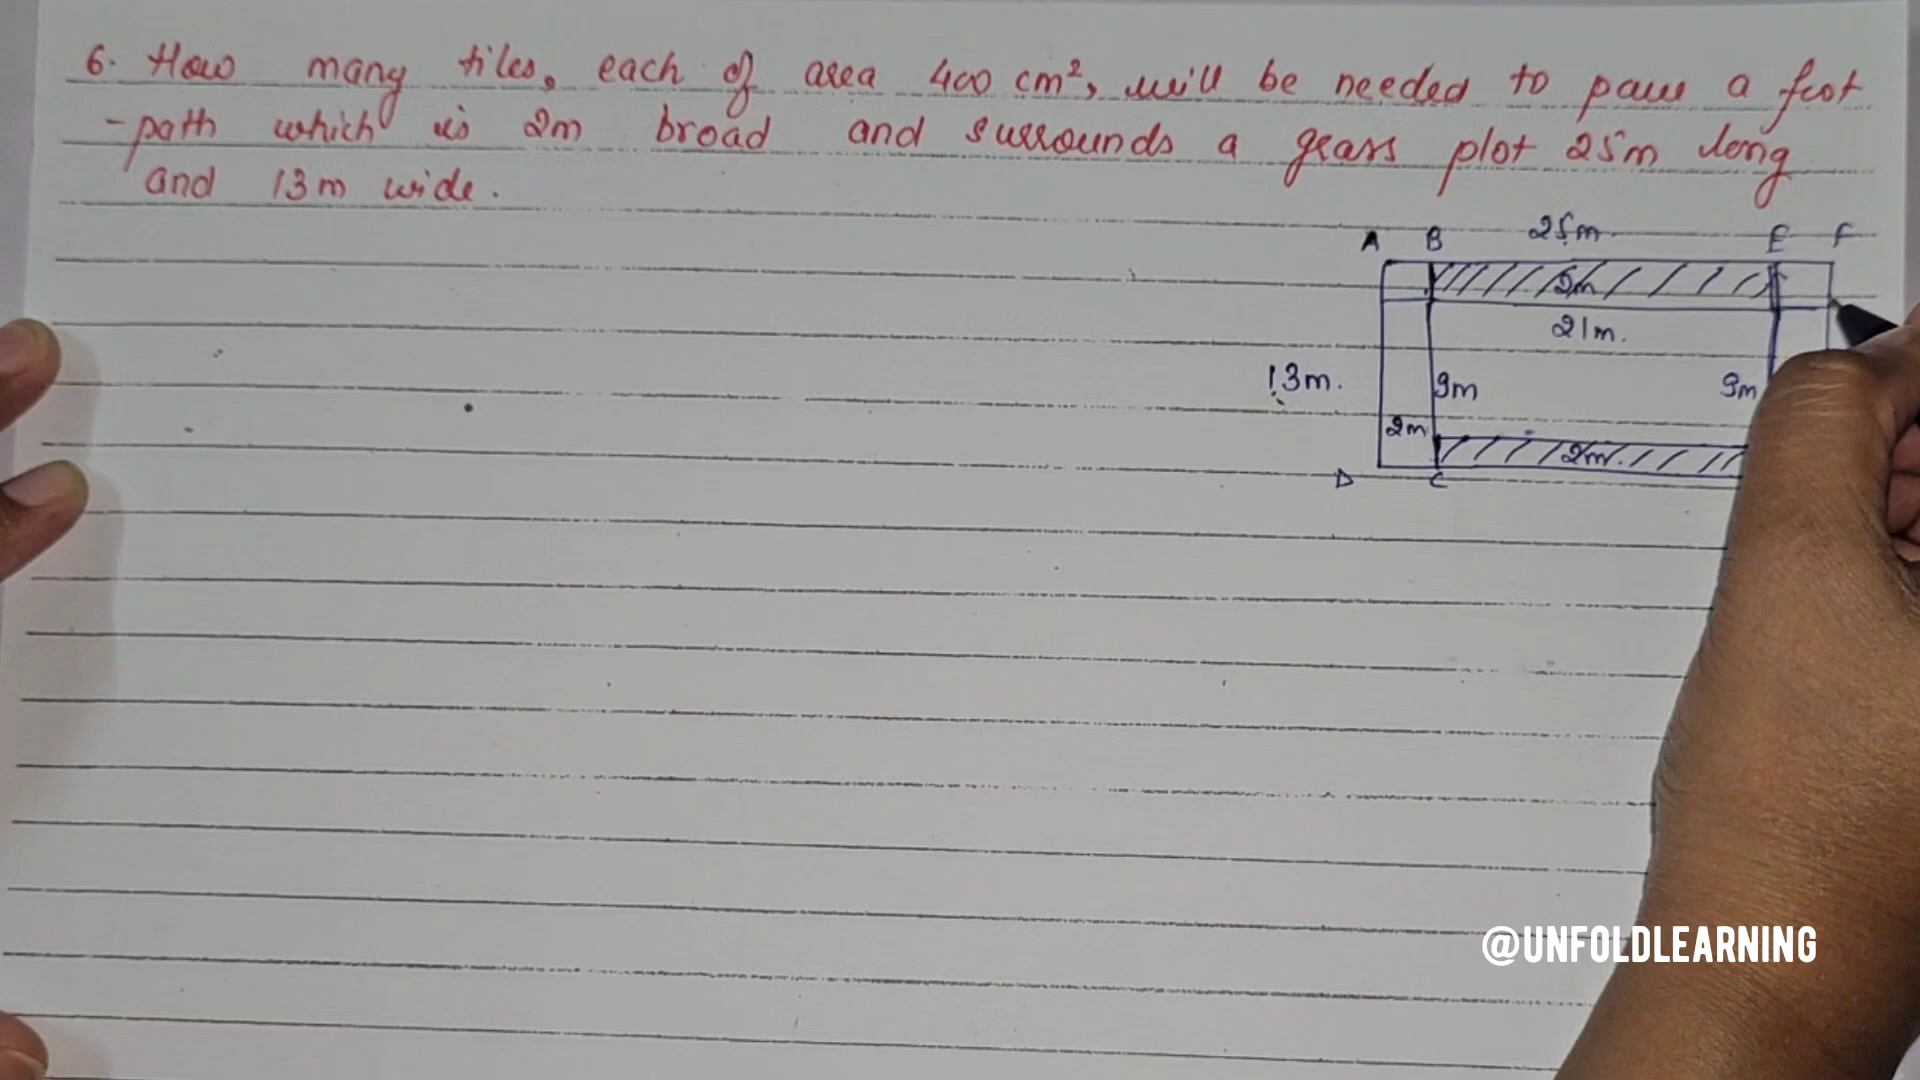 6. How many tiles, each of area 400 cm², will be needed to pave a foot
-path which is 2m broad and surrounds a grass plot 25m long
and 13m wide.
A B 25m E F
2m
21m.
13m. 9m 9m
2m
2m.
D C
@UNFOLDLEARNING